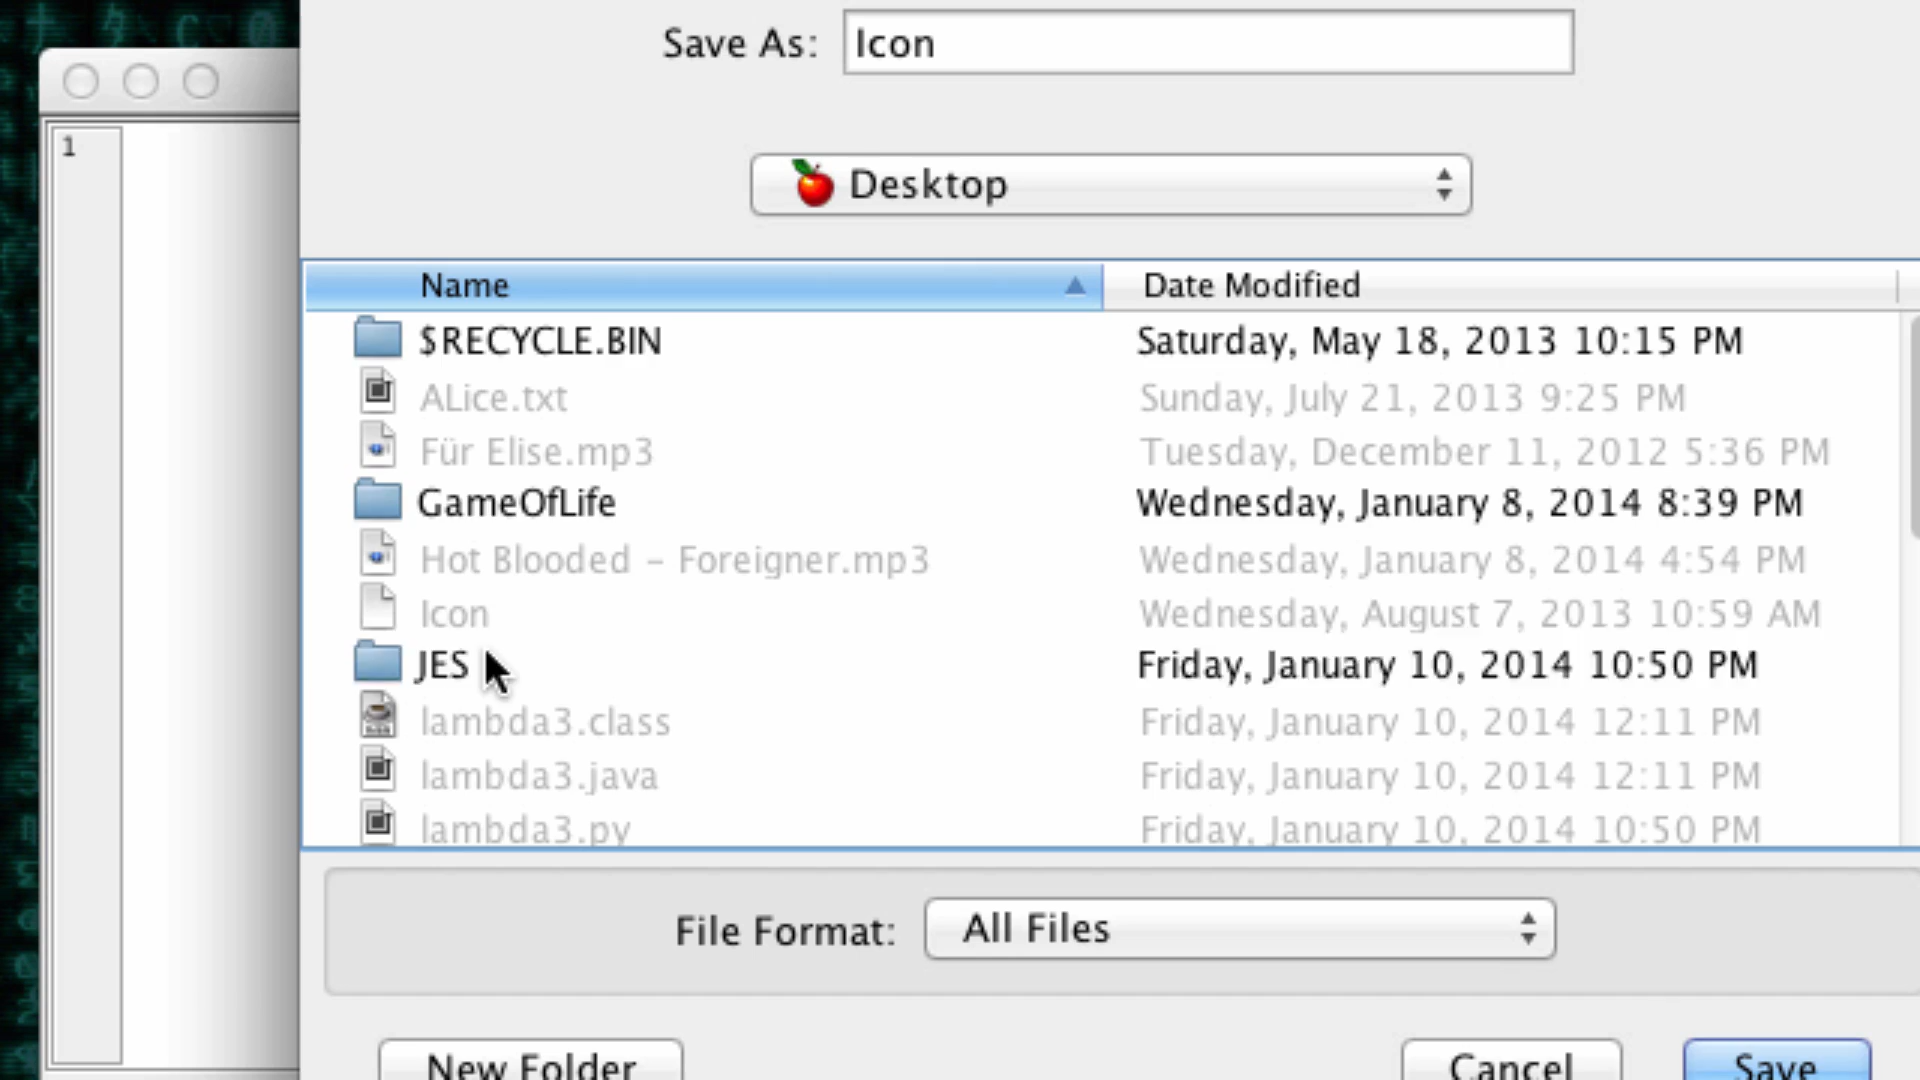 Save As: Icon
1
Desktop
Name Date Modified
$RECYCLE.BIN Saturday, May 18, 2013 10:15 PM
ALice.txt Sunday, July 21, 2013 9:25 PM
Für Elise.mp3 Tuesday, December 11, 2012 5:36 PM
GameOfLife Wednesday, January 8, 2014 8:39 PM
Hot Blooded – Foreigner.mp3 Wednesday, January 8, 2014 4:54 PM
Icon Wednesday, August 7, 2013 10:59 AM
JES Friday, January 10, 2014 10:50 PM
lambda3.class Friday, January 10, 2014 12:11 PM
lambda3.java Friday, January 10, 2014 12:11 PM
lambda3.py Friday, January 10, 2014 10:50 PM
File Format: All Files
New Folder Cancel Save